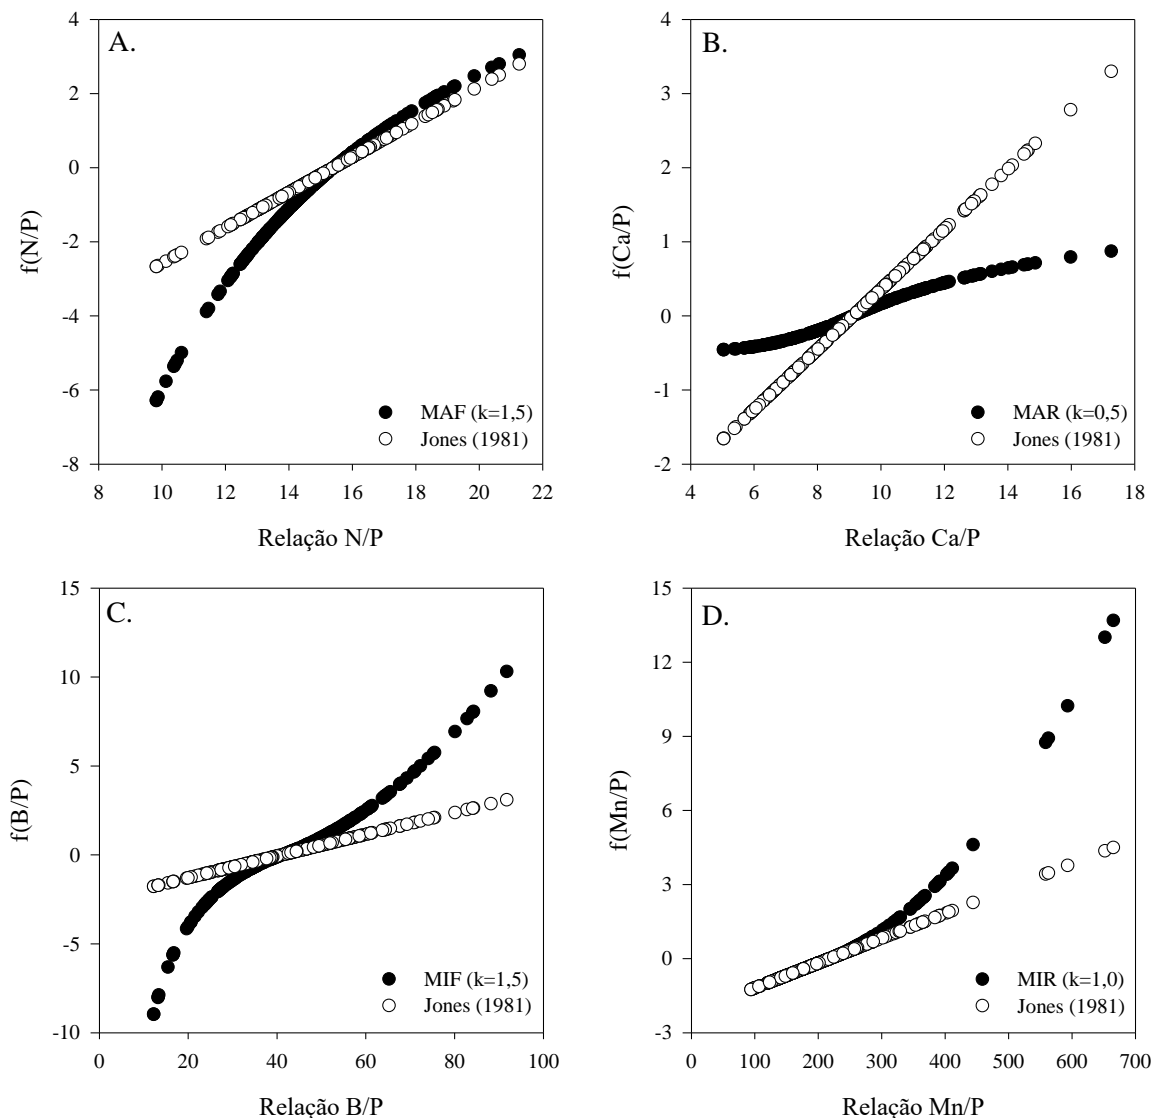 A.
f(N/P)
4
2
0
-2
-4
-6
-8
MAF (k=1,5)
Jones (1981)
8 10 12 14 16 18 20 22
Relação N/P
B.
f(Ca/P)
4
3
2
1
0
-1
-2
MAR (k=0,5)
Jones (1981)
4 6 8 10 12 14 16 18
Relação Ca/P
C.
f(B/P)
15
10
5
0
-5
-10
MIF (k=1,5)
Jones (1981)
0 20 40 60 80 100
Relação B/P
D.
f(Mn/P)
15
12
9
6
3
0
-3
MIR (k=1,0)
Jones (1981)
0 100 200 300 400 500 600 700
Relação Mn/P